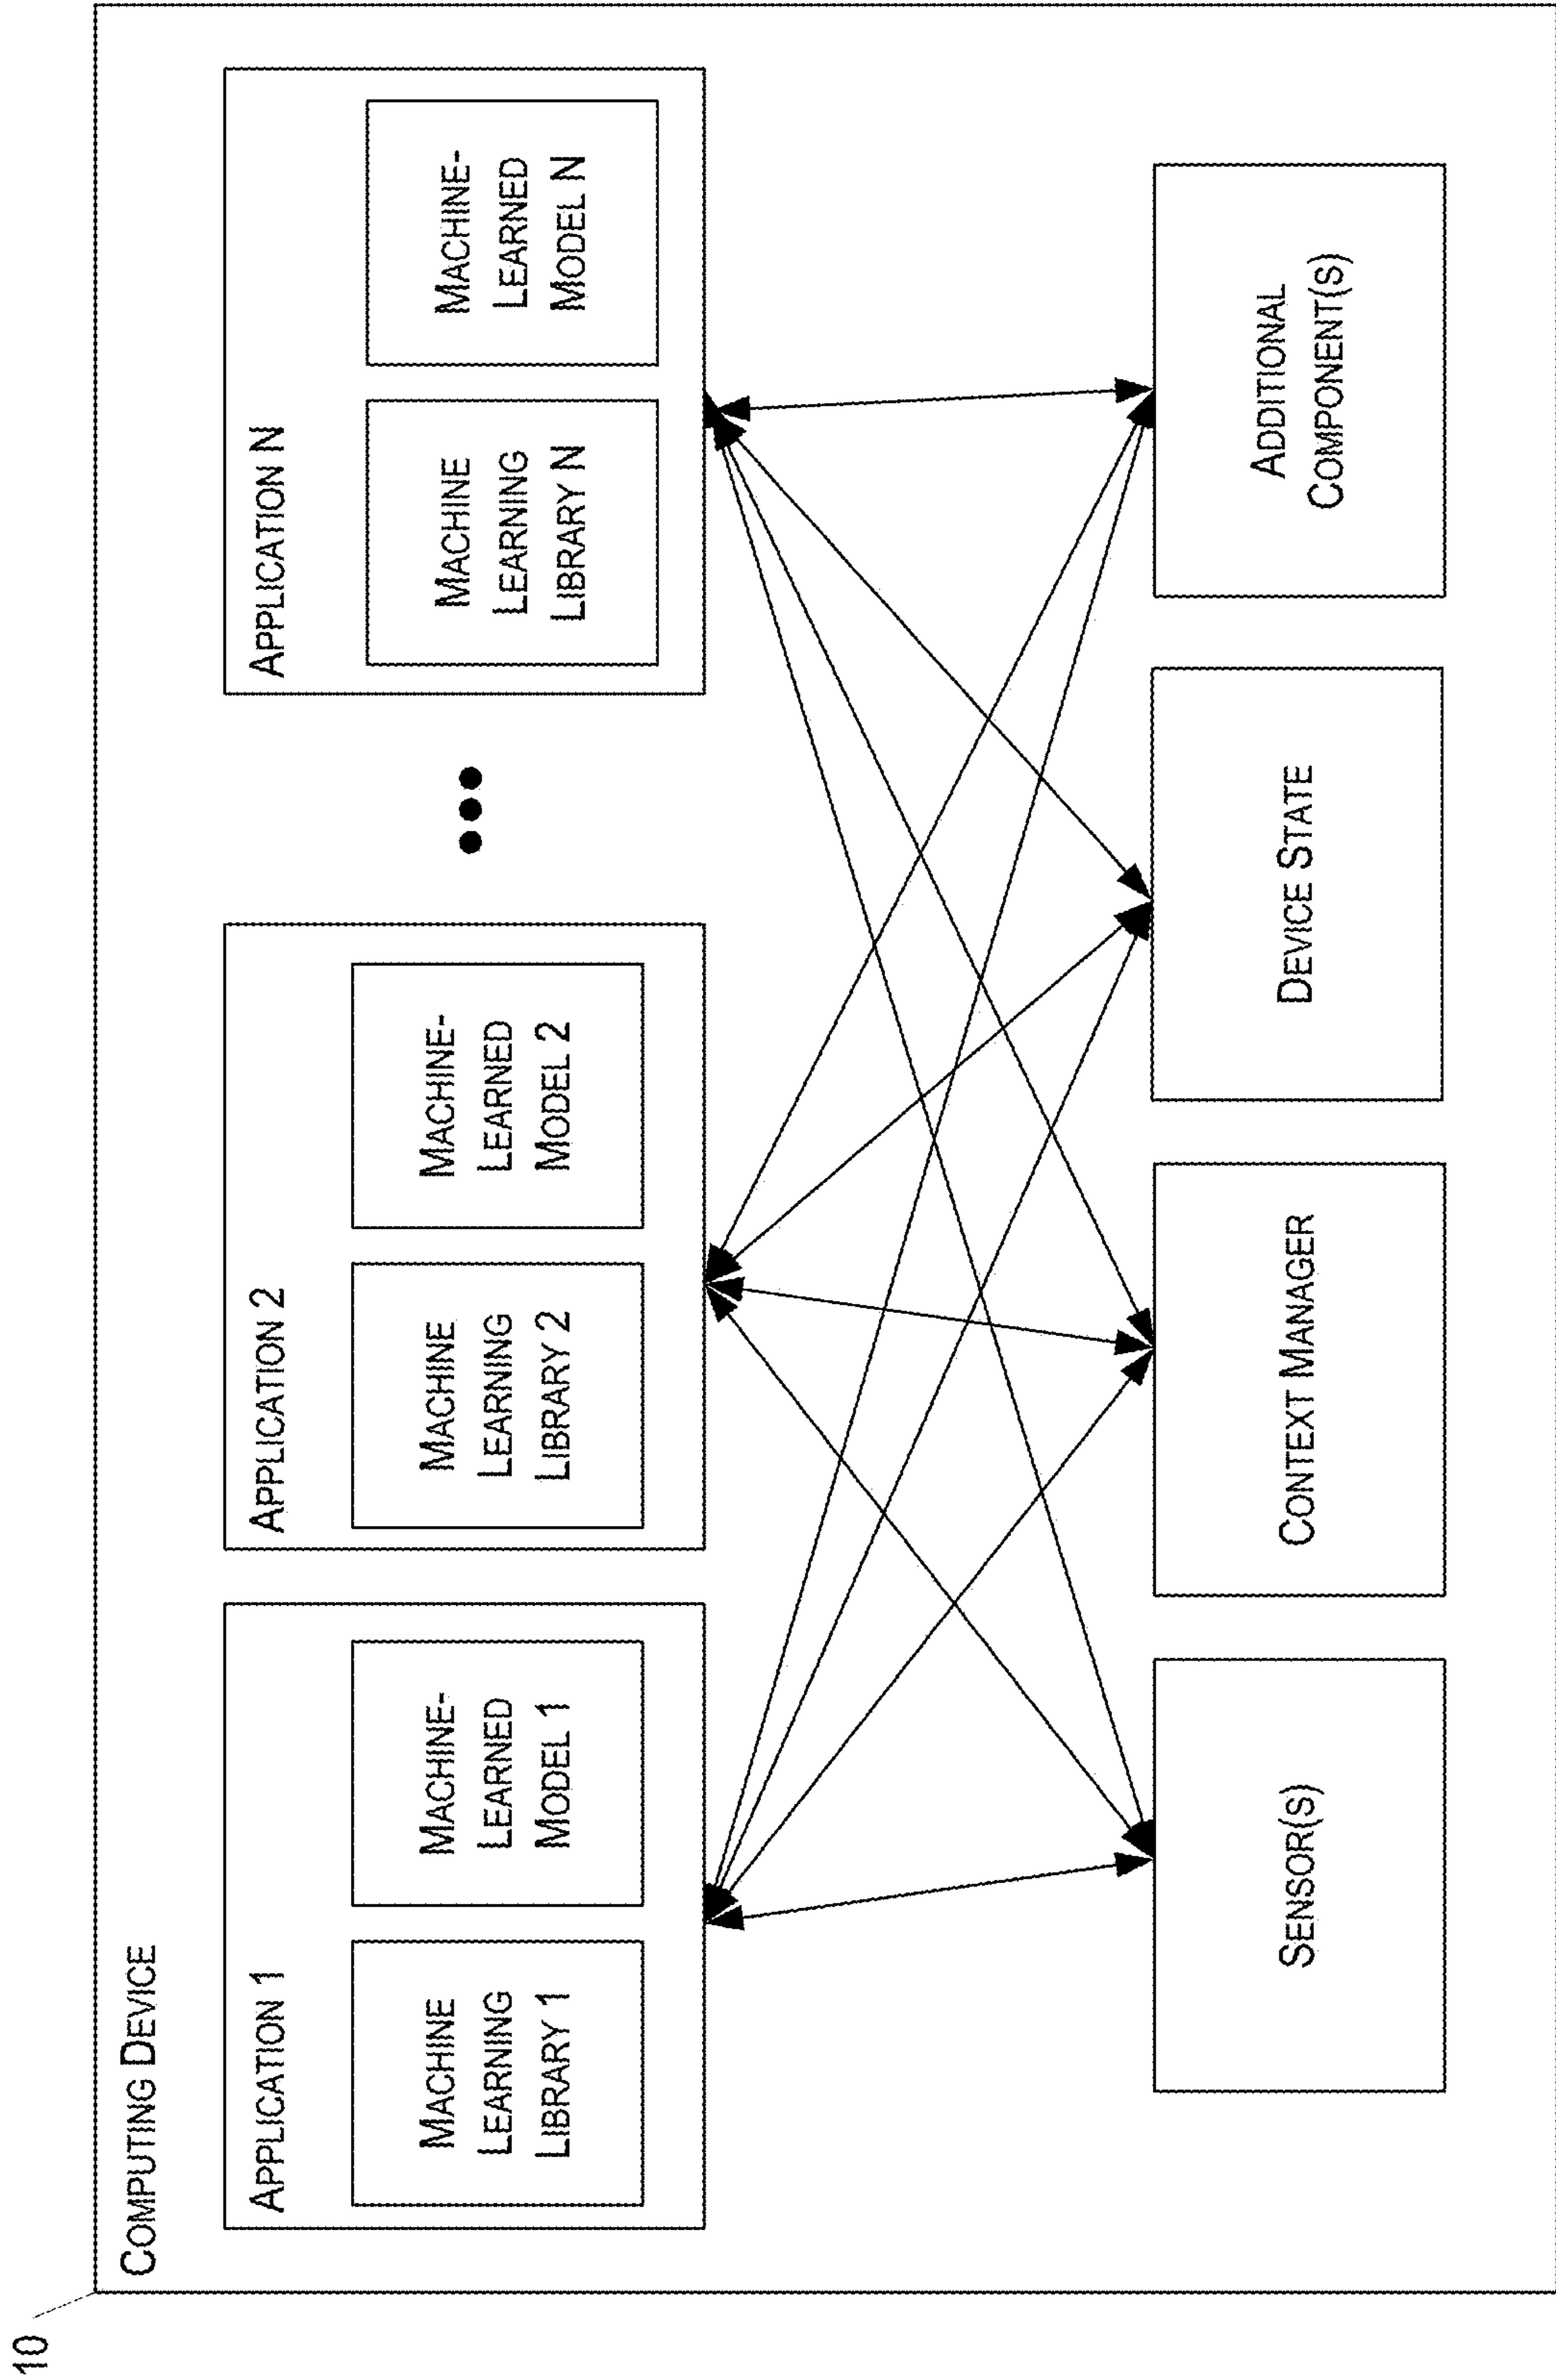 10
COMPUTING DEVICE
APPLICATION 1
MACHINE
LEARNING
LIBRARY 1
MACHINE-
LEARNED
MODEL 1
APPLICATION 2
MACHINE
LEARNING
LIBRARY 2
MACHINE-
LEARNED
MODEL 2
APPLICATION N
MACHINE
LEARNING
LIBRARY N
MACHINE-
LEARNED
MODEL N
SENSOR(S)
CONTEXT MANAGER
DEVICE STATE
ADDITIONAL
COMPONENT(S)